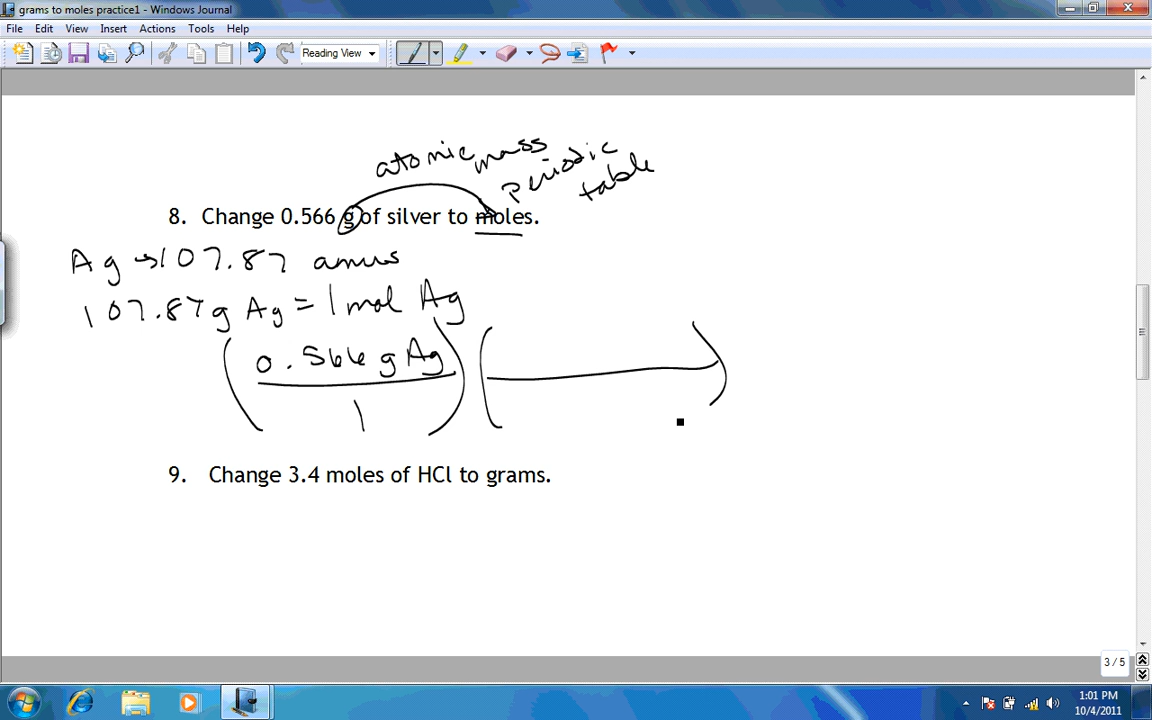 grams to moles practice1 - Windows Journal
File Edit View Insert Actions Tools Help
Reading View
atomic mass
periodic
table
8. Change 0.566 g of silver to moles.
Ag → 107.87 amus
107.87 g Ag = 1 mol Ag
(0.566 g Ag) ( )
1
9. Change 3.4 moles of HCl to grams.
3 / 5
1:01 PM
10/4/2011